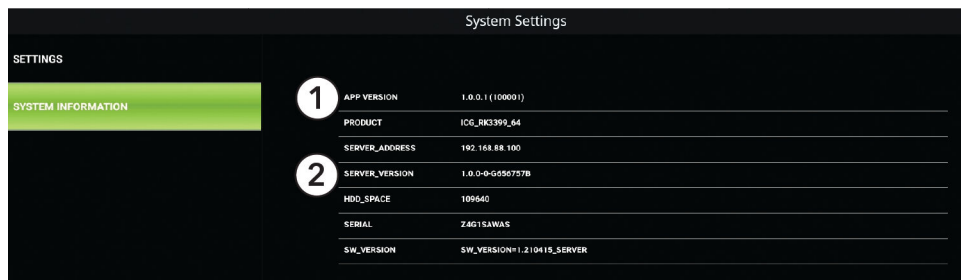 System Settings
SETTINGS
SYSTEM INFORMATION
1 APP VERSION 1.0.0.1 (100001)
PRODUCT ICG_RK3399_64
SERVER_ADDRESS 192.168.88.100
2 SERVER_VERSION 1.0.0-0-G656757B
HDD_SPACE 109640
SERIAL Z4G1SAWAS
SW_VERSION SW_VERSION=1.210415_SERVER